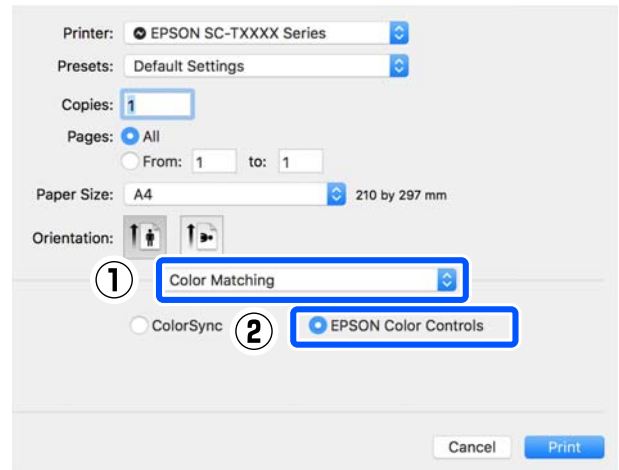 Printer: EPSON SC-TXXXX Series
Presets: Default Settings
Copies: 1
Pages: All
From: 1 to: 1
Paper Size: A4 210 by 297 mm
Orientation:
① Color Matching
ColorSync ② EPSON Color Controls
Cancel Print